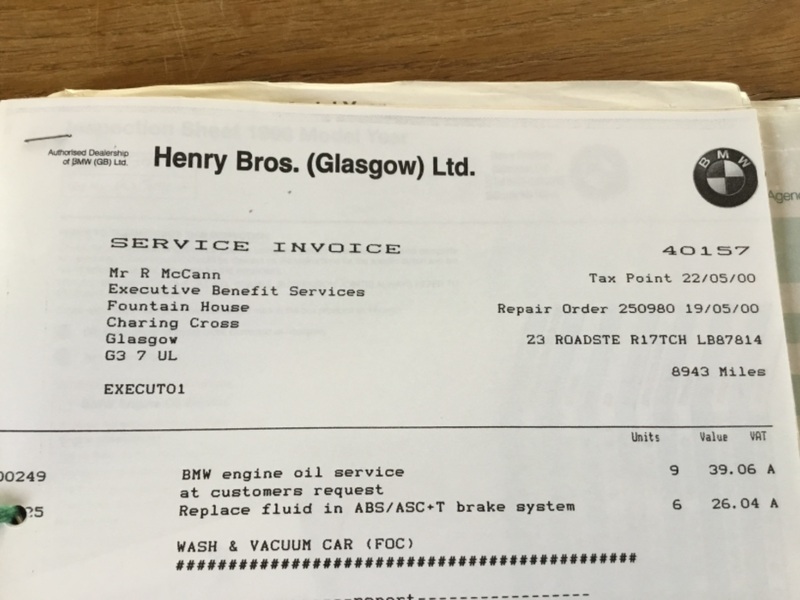 Authorised Dealership
of BMW (GB) Ltd.
Henry Bros. (Glasgow) Ltd.
BMW
SERVICE INVOICE 40157
Mr R McCann Tax Point 22/05/00
Executive Benefit Services
Fountain House Repair Order 250980 19/05/00
Charing Cross
Glasgow Z3 ROADSTE R17TCH LB87814
G3 7 UL
8943 Miles
EXECUTO1
Units Value VAT
00249 BMW engine oil service 9 39.06 A
at customers request
25 Replace fluid in ABS/ASC+T brake system 6 26.04 A
WASH & VACUUM CAR (FOC)
############################################